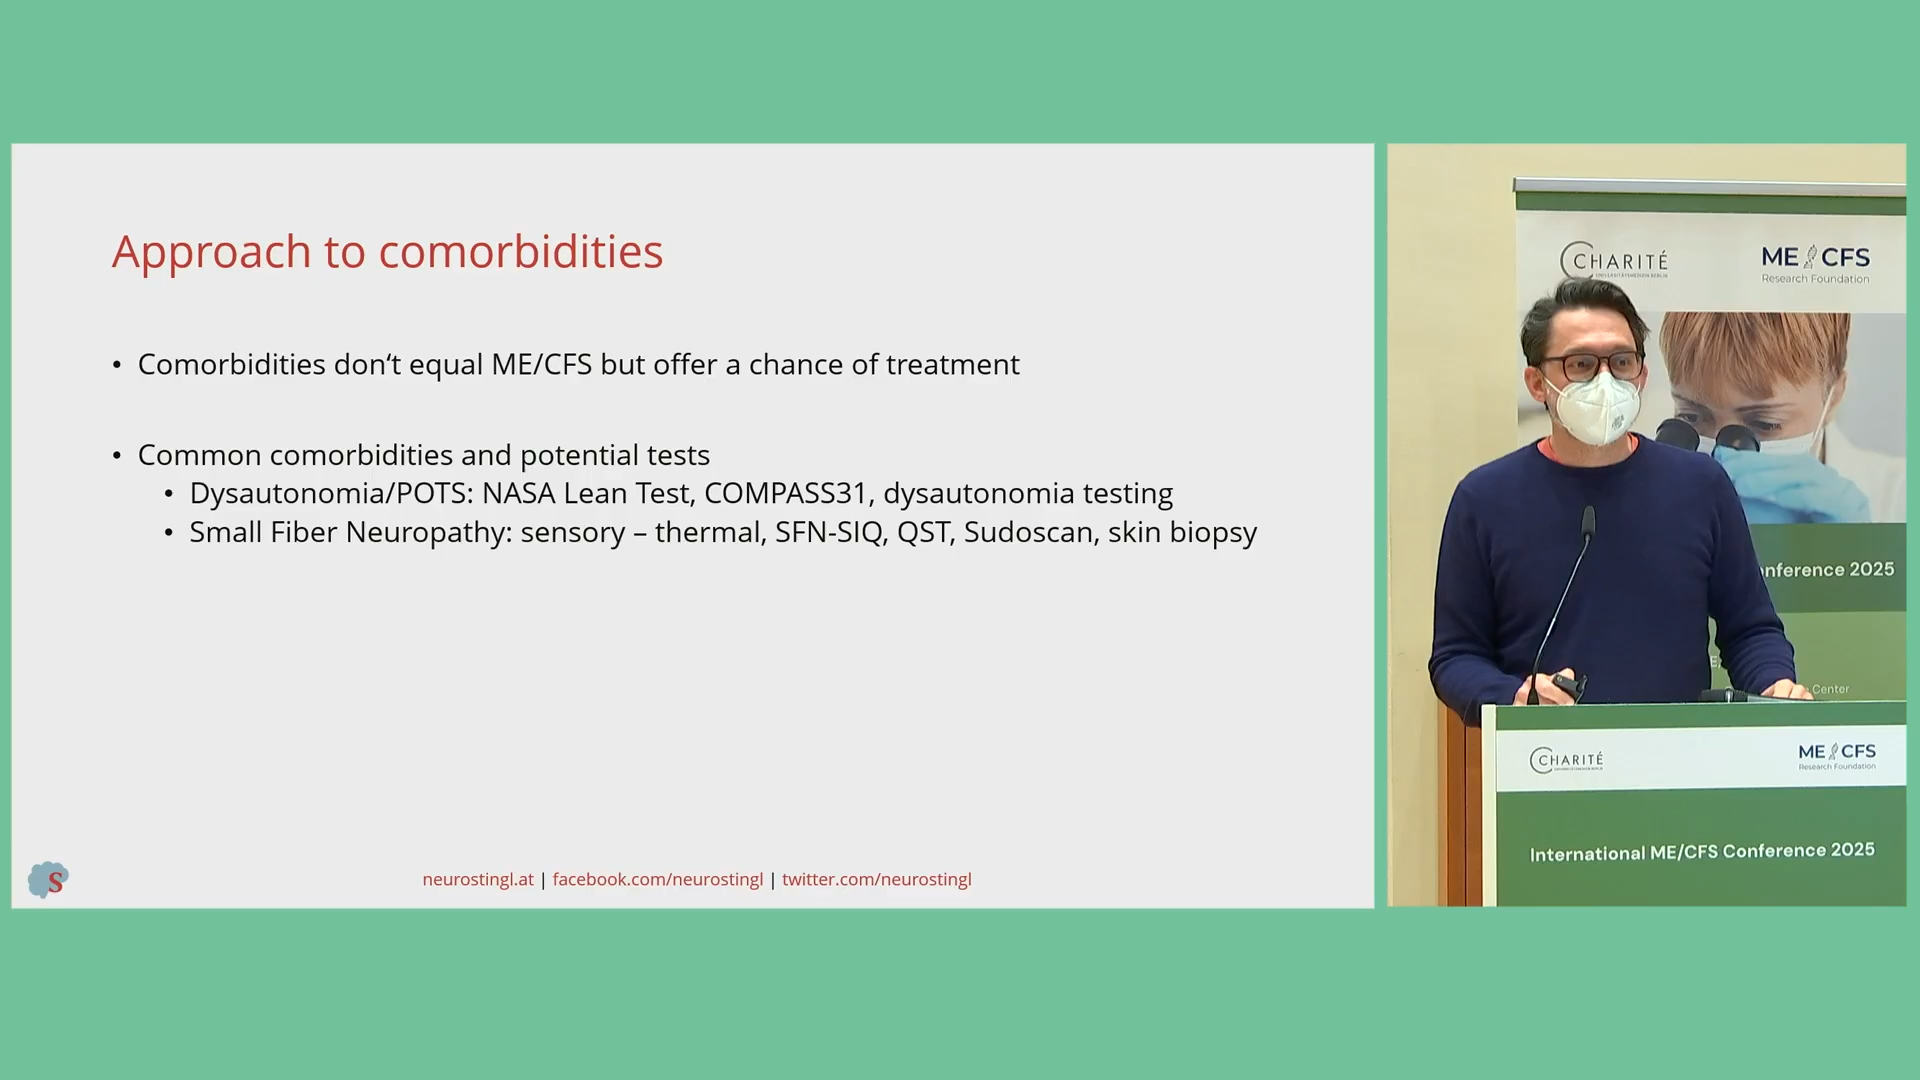 Approach to comorbidities
• Comorbidities don‘t equal ME/CFS but offer a chance of treatment
• Common comorbidities and potential tests
• Dysautonomia/POTS: NASA Lean Test, COMPASS31, dysautonomia testing
• Small Fiber Neuropathy: sensory – thermal, SFN-SIQ, QST, Sudoscan, skin biopsy
S
neurostingl.at | facebook.com/neurostingl | twitter.com/neurostingl
CHARITÉ
ME CFS
Research Foundation
2025
Center
CHARITÉ
ME CFS
Research Foundation
International ME/CFS Conference 2025